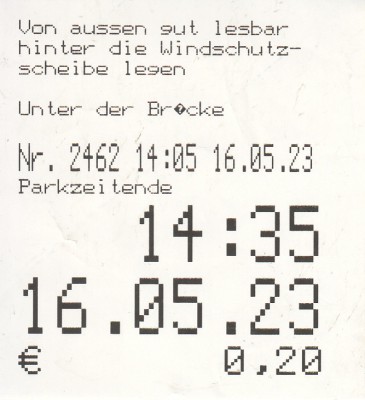 Von aussen gut lesbar
hinter die Windschutz-
scheibe legen
Unter der Br�cke
Nr. 2462 14:05 16.05.23
Parkzeitende
14:35
16.05.23
€ 0,20